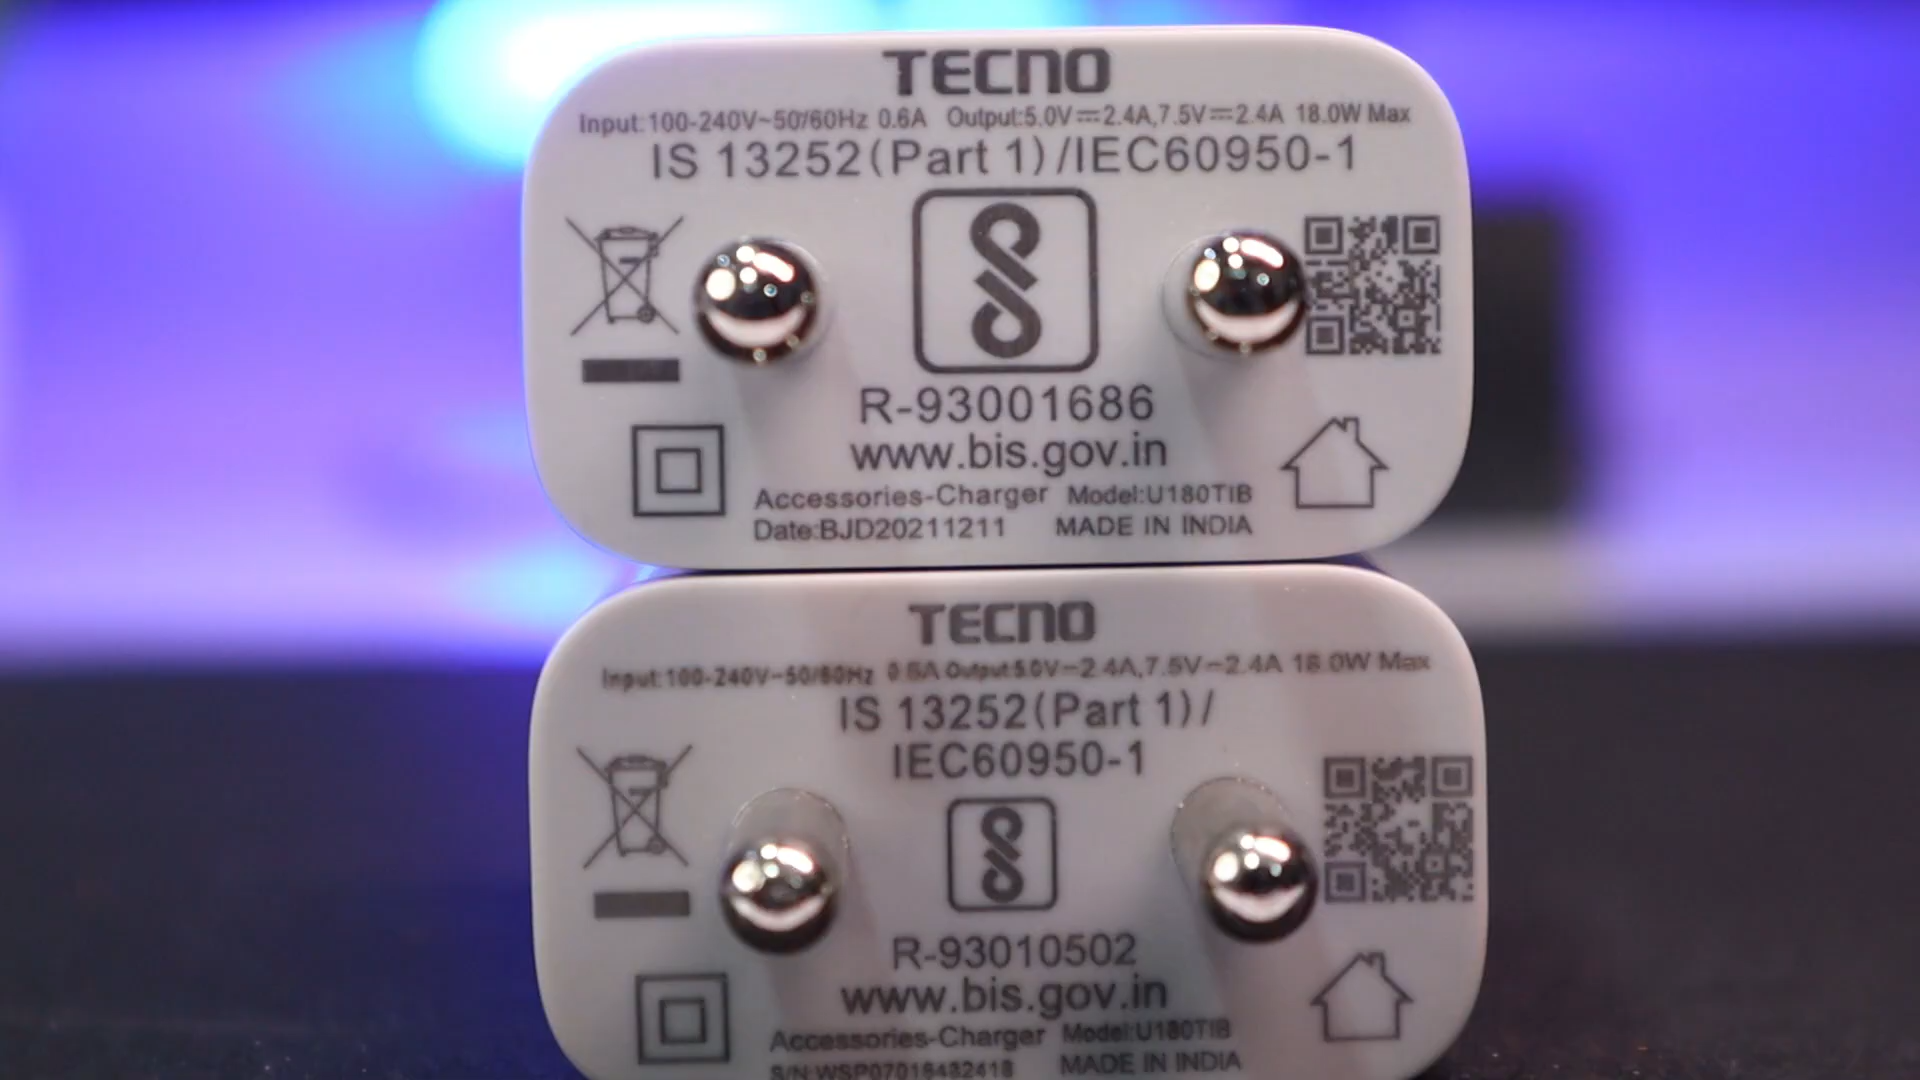 TECNO
Input:100-240V~50/60Hz 0.6A Output:5.0V⎓2.4A,7.5V⎓2.4A 18.0W Max
IS 13252(Part 1)/IEC60950-1
R-93001686
www.bis.gov.in
Accessories-Charger Model:U180TIB
Date:BJD20211211 MADE IN INDIA
TECNO
Input:100-240V~50/60Hz Output:5.0V⎓2.4A,7.5V⎓2.4A 18.0W Max
IS 13252(Part 1)/
IEC60950-1
R-93010502
www.bis.gov.in
Accessories-Charger Model:U180TIB
MADE IN INDIA